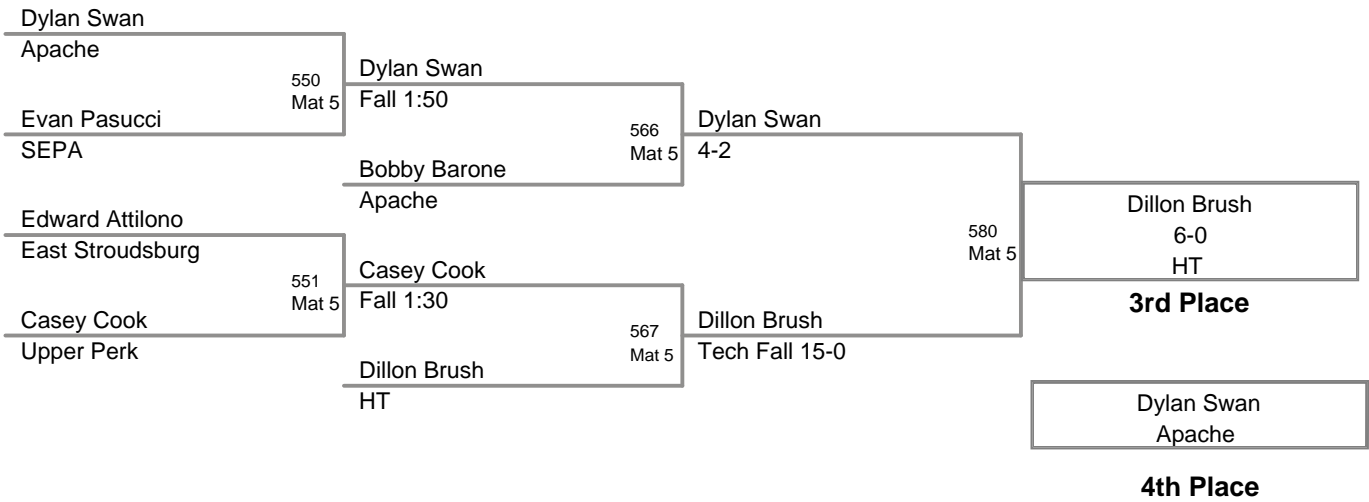 Dylan Swan
Apache
550
Mat 5
Evan Pasucci
SEPA
Dylan Swan
Fall 1:50
566
Mat 5
Bobby Barone
Apache
Dylan Swan
4-2
Edward Attilono
East Stroudsburg
551
Mat 5
Casey Cook
Upper Perk
Casey Cook
Fall 1:30
567
Mat 5
Dillon Brush
HT
Dillon Brush
Tech Fall 15-0
580
Mat 5
Dillon Brush
6-0
HT
3rd Place
Dylan Swan
Apache
4th Place